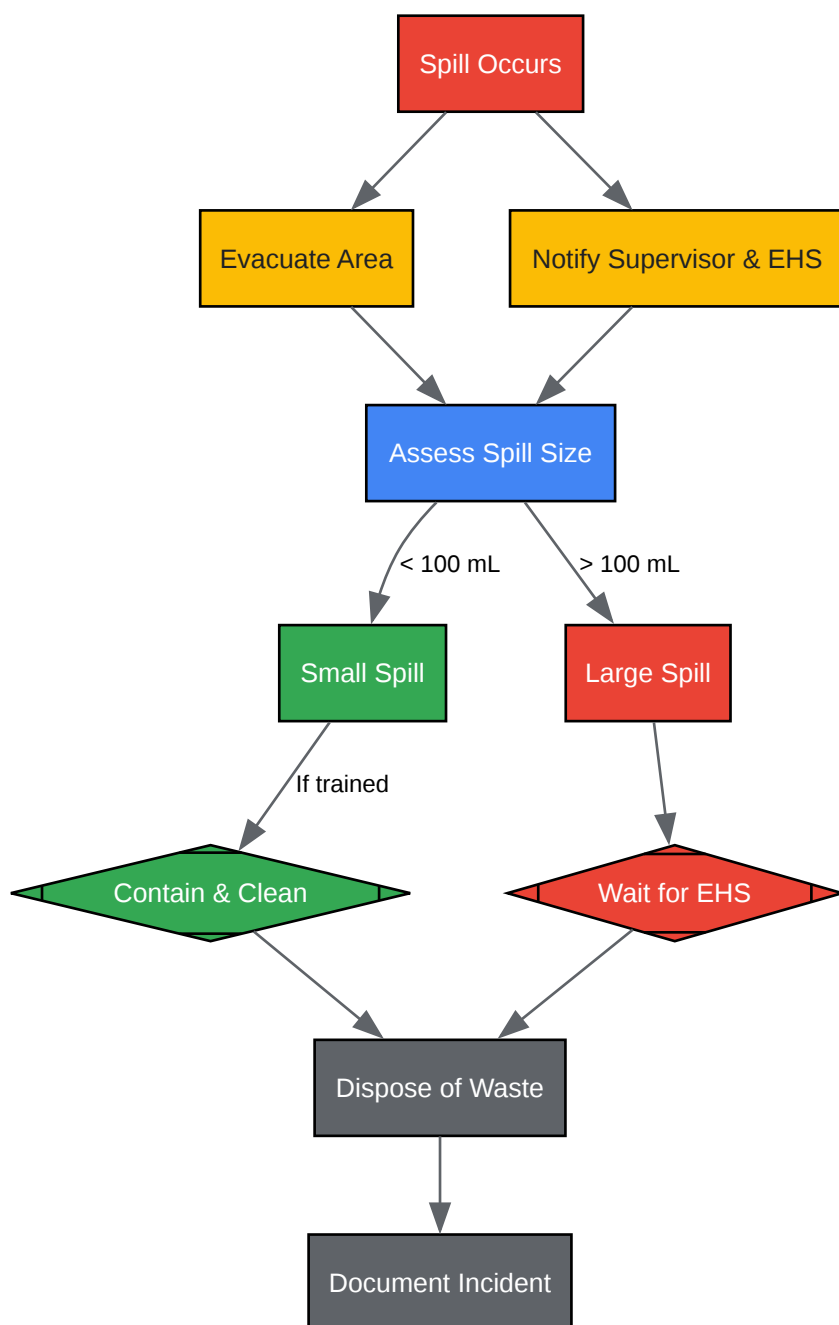 Spill Occurs
Evacuate Area
Notify Supervisor & EHS
Assess Spill Size
< 100 mL
> 100 mL
Small Spill
Large Spill
If trained
Contain & Clean
Wait for EHS
Dispose of Waste
Document Incident